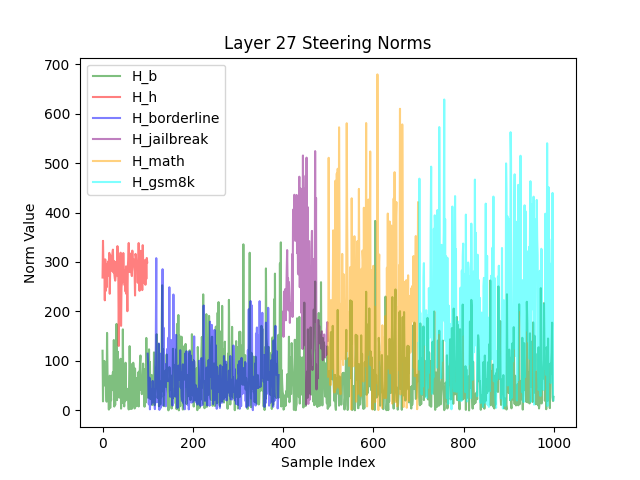 Layer 27 Steering Norms
700
600
500
400
300
200
100
0
Norm Value
H_b
H_h
H_borderline
H_jailbreak
H_math
H_gsm8k
0
200
400
600
800
1000
Sample Index